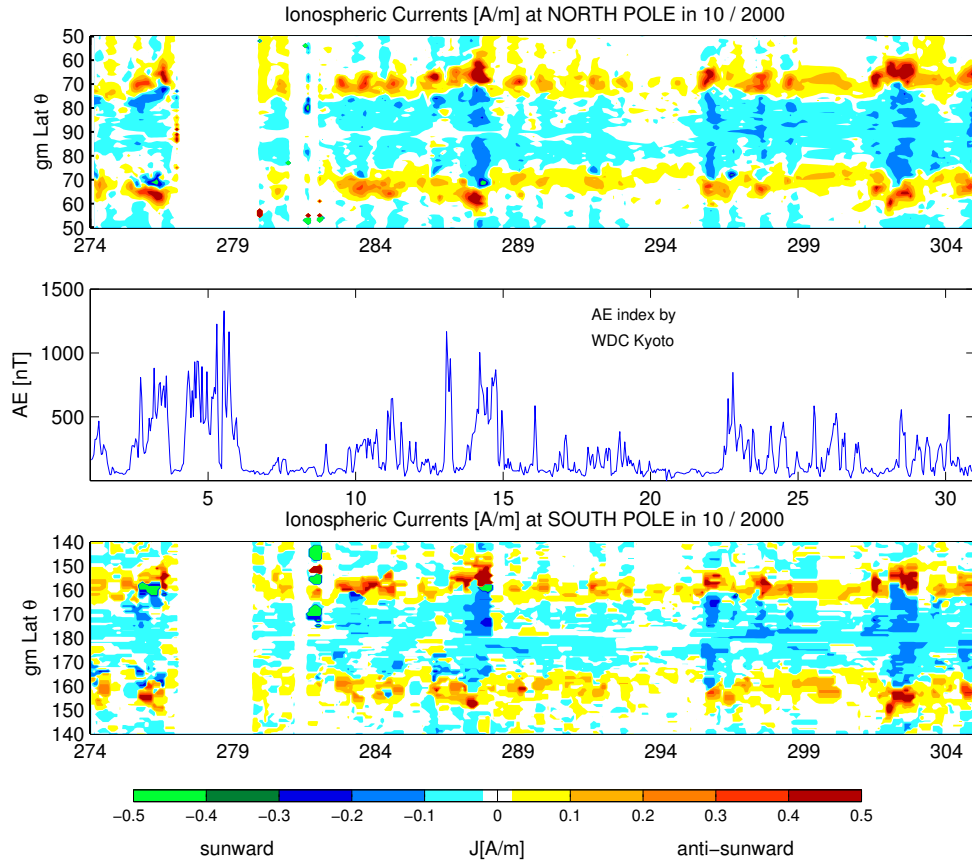 Ionospheric Currents [A/m] at NORTH POLE in 10 / 2000
gm Lat θ
50
60
70
80
90
80
70
60
50
274 279 284 289 294 299 304
AE [nT]
1500
1000
500
AE index by
WDC Kyoto
5 10 15 20 25 30
Ionospheric Currents [A/m] at SOUTH POLE in 10 / 2000
gm Lat θ
140
150
160
170
180
170
160
150
140
274 279 284 289 294 299 304
−0.5 −0.4 −0.3 −0.2 −0.1 0 0.1 0.2 0.3 0.4 0.5
sunward J[A/m] anti−sunward